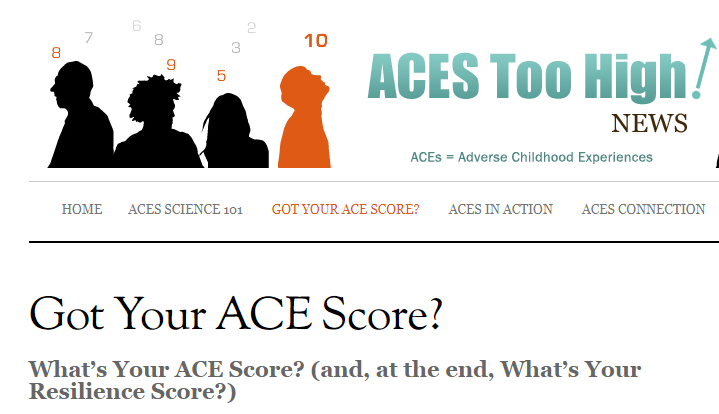 8
7
6
8
9
5
3
2
10
ACES Too High!
NEWS
ACEs = Adverse Childhood Experiences
HOME ACES SCIENCE 101 GOT YOUR ACE SCORE? ACES IN ACTION ACES CONNECTION
Got Your ACE Score?
What's Your ACE Score? (and, at the end, What's Your
Resilience Score?)